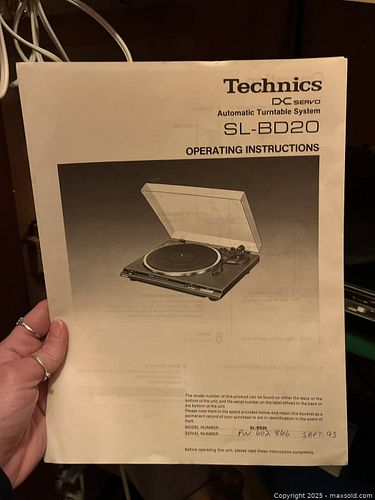 Technics
DC SERVO
Automatic Turntable System
SL-BD20
OPERATING INSTRUCTIONS
The model number of this product can be found on either the back or
bottom of the unit, and the serial number on the label affixed to the back or
the bottom of the unit.
Please note them in the space provided below and retain this booklet as a
permanent record of your purchase to aid in identification in the event of
theft.
MODEL NUMBER SL-BD20
SERIAL NUMBER 602 846 SEPT. 93
Before operating this unit, please read these instructions completely.
Copyright 2025 - maxsold.com